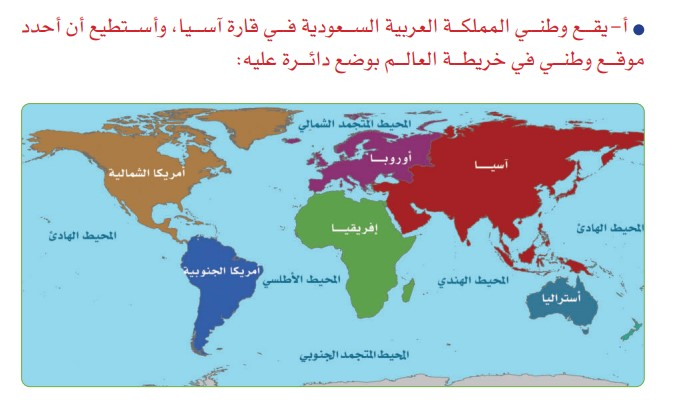 أ- يقع وطني المملكة العربية السعودية في قارة آسيا، وأستطيع أن أحدد
موقع وطني في خريطة العالم بوضع دائرة عليه:
المحيط المتجمد الشمالي
أوروبا
آسيا
أمريكا الشمالية
المحيط الهادئ
إفريقيا
المحيط الهادئ
أمريكا الجنوبية
المحيط الأطلسي
المحيط الهندي
أستراليا
المحيط المتجمد الجنوبي